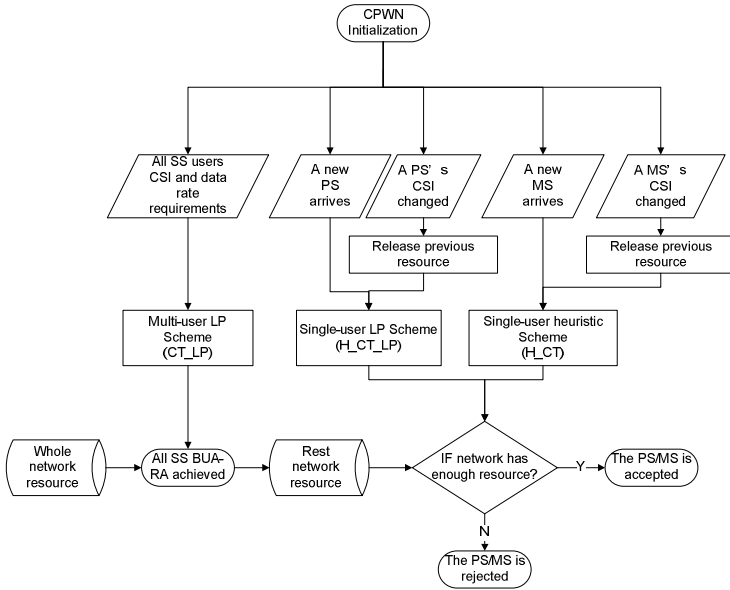 CPWN
Initialization
All SS users
CSI and data
rate
requirements
A new
PS
arrives
A PS’ s
CSI
changed
A new
MS
arrives
A MS’ s
CSI
changed
Release previous
resource
Release previous
resource
Multi-user LP
Scheme
(CT_LP)
Single-user LP Scheme
(H_CT_LP)
Single-user heuristic
Scheme
(H_CT)
Whole
network
resource
All SS BUA-
RA achieved
Rest
network
resource
IF network has
enough resource?
Y
The PS/MS is
accepted
N
The PS/MS is
rejected